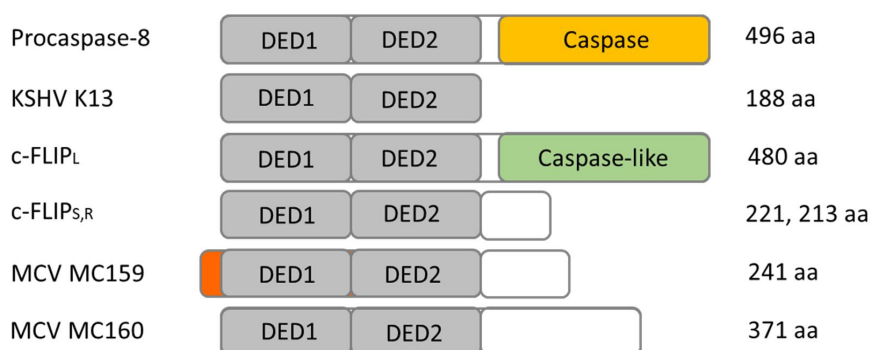 Procaspase-8 DED1 DED2 Caspase 496 aa
KSHV K13 DED1 DED2 188 aa
c-FLIPL DED1 DED2 Caspase-like 480 aa
c-FLIPS,R DED1 DED2 221, 213 aa
MCV MC159 DED1 DED2 241 aa
MCV MC160 DED1 DED2 371 aa